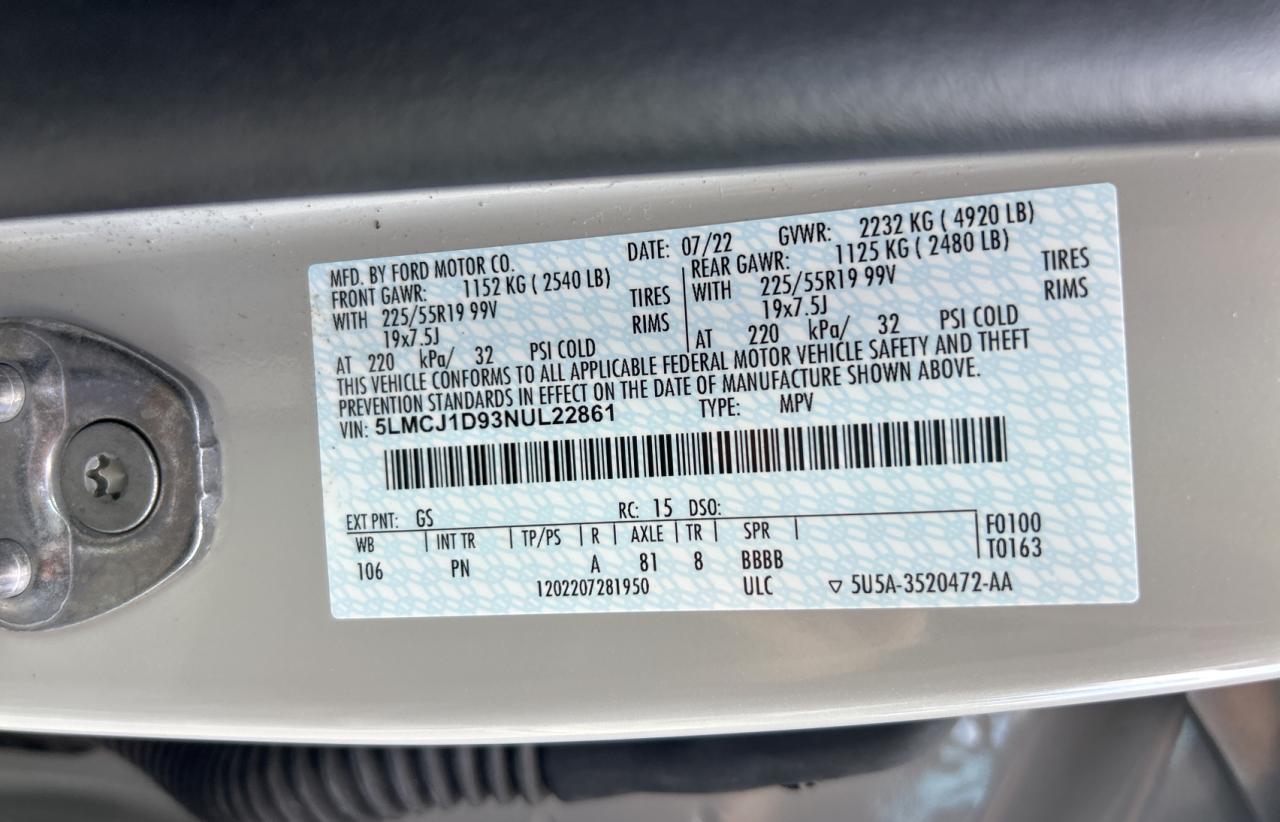 MFD. BY FORD MOTOR CO. DATE: 07/22 GVWR: 2232 KG ( 4920 LB)
FRONT GAWR: 1152 KG ( 2540 LB) REAR GAWR: 1125 KG ( 2480 LB)
WITH 225/55R19 99V TIRES WITH 225/55R19 99V TIRES
19x7.5J RIMS 19x7.5J RIMS
AT 220 kPa/ 32 PSI COLD AT 220 kPa/ 32 PSI COLD
THIS VEHICLE CONFORMS TO ALL APPLICABLE FEDERAL MOTOR VEHICLE SAFETY AND THEFT
PREVENTION STANDARDS IN EFFECT ON THE DATE OF MANUFACTURE SHOWN ABOVE.
VIN: 5LMCJ1D93NUL22861 TYPE: MPV
EXT PNT: GS RC: 15 DSO:
WB INT TR TP/PS R AXLE TR SPR F0100
106 PN A 81 8 BBBB T0163
1202207281950 ULC ▽ 5U5A-3520472-AA